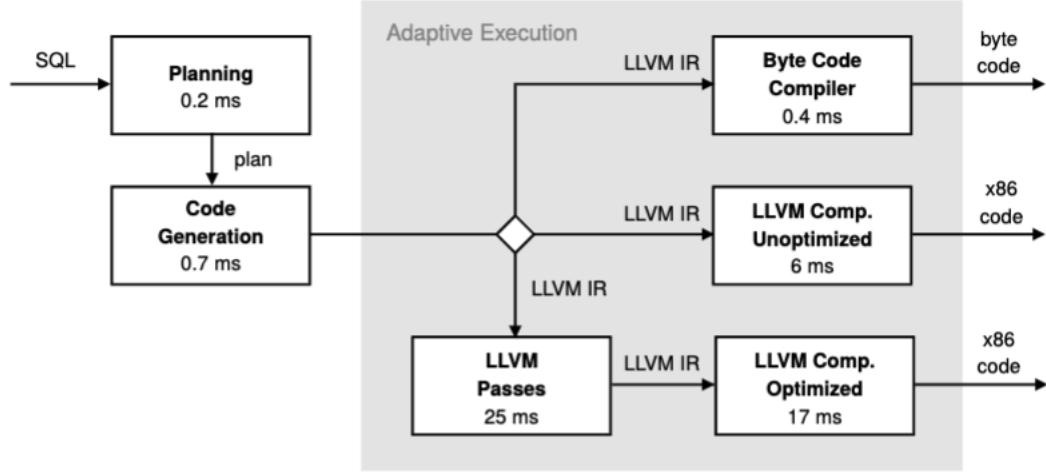 Adaptive Execution
SQL
Planning
0.2 ms
plan
Code
Generation
0.7 ms
LLVM IR
Byte Code
Compiler
0.4 ms
byte
code
LLVM IR
LLVM Comp.
Unoptimized
6 ms
x86
code
LLVM IR
LLVM
Passes
25 ms
LLVM IR
LLVM Comp.
Optimized
17 ms
x86
code